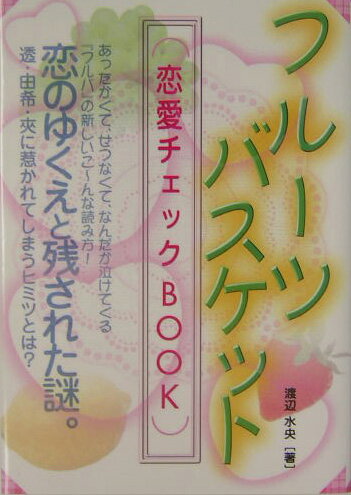 フルーツ
バスケット
(恋愛チェックBOOK)
渡辺水央［著］
あったかくて、せつなくて、なんだか泣けてくる
「フルバ」の新しいこ〜んな読み方!
恋のゆくえと残された謎。
透・由希・夾に惹かれてしまうヒミツとは?